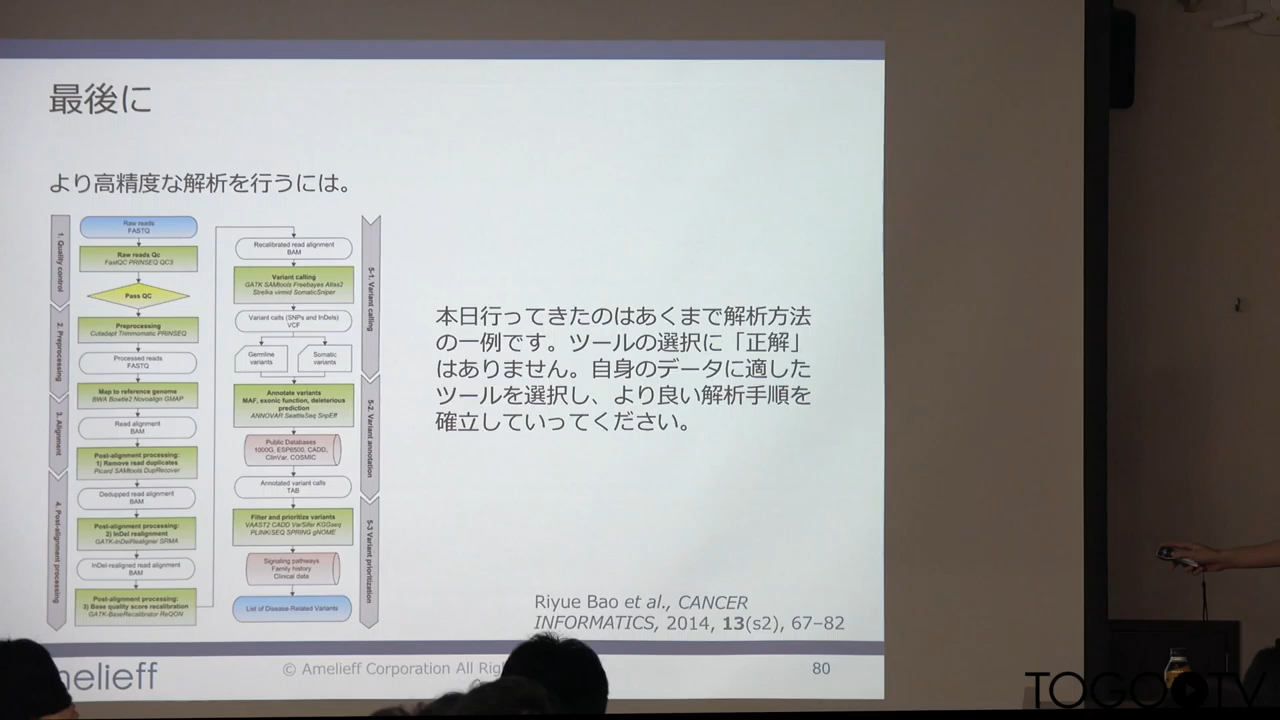 最後に
より高精度な解析を行うには。
1. Quality control
2. Preprocessing
3. Alignment
4. Post-alignment processing
Raw reads
FASTQ
Raw reads Qc
FastQC PRINSEQ QC3
Pass QC
Preprocessing
Cutadapt Trimmomatic PRINSEQ
Processed reads
FASTQ
Map to reference genome
BWA Bowtie2 Novoalign GMAP
Read alignment
BAM
Post-alignment processing:
1) Remove read duplicates
Picard SAMtools DupRecover
Dedupped read alignment
BAM
Post-alignment processing:
2) InDel realignment
GATK-InDelRealigner SRMA
InDel-realigned read alignment
BAM
Post-alignment processing:
3) Base quality score recalibration
GATK-BaseRecalibrator ReQON
Recalibrated read alignment
BAM
Variant calling
GATK SAMtools Freebayes Atlas2
Strelka virmid SomaticSniper
Variant calls (SNPs and InDels)
VCF
Germline
variants
Somatic
variants
Annotate variants
MAF, exonic function, deleterious
prediction
ANNOVAR SeattleSeq SnpEff
Public Databases
1000G, ESP6500, CADD,
ClinVar, COSMIC
Annotated variant calls
TAB
Filter and prioritize variants
VAAST2 CADD VarSifter KGGseq
PLINK/SEQ SPRING gNOME
Signaling pathways
Family history
Clinical data
List of Disease-Related Variants
5-1. Variant calling
5-2. Variant annotation
5-3 Variant prioritization
本日行ってきたのはあくまで解析方法
の一例です。ツールの選択に「正解」
はありません。自身のデータに適した
ツールを選択し、より良い解析手順を
確立していってください。
Riyue Bao et al., CANCER
INFORMATICS, 2014, 13(s2), 67–82
melieff
© Amelieff Corporation All Rig
80
TOGO TV